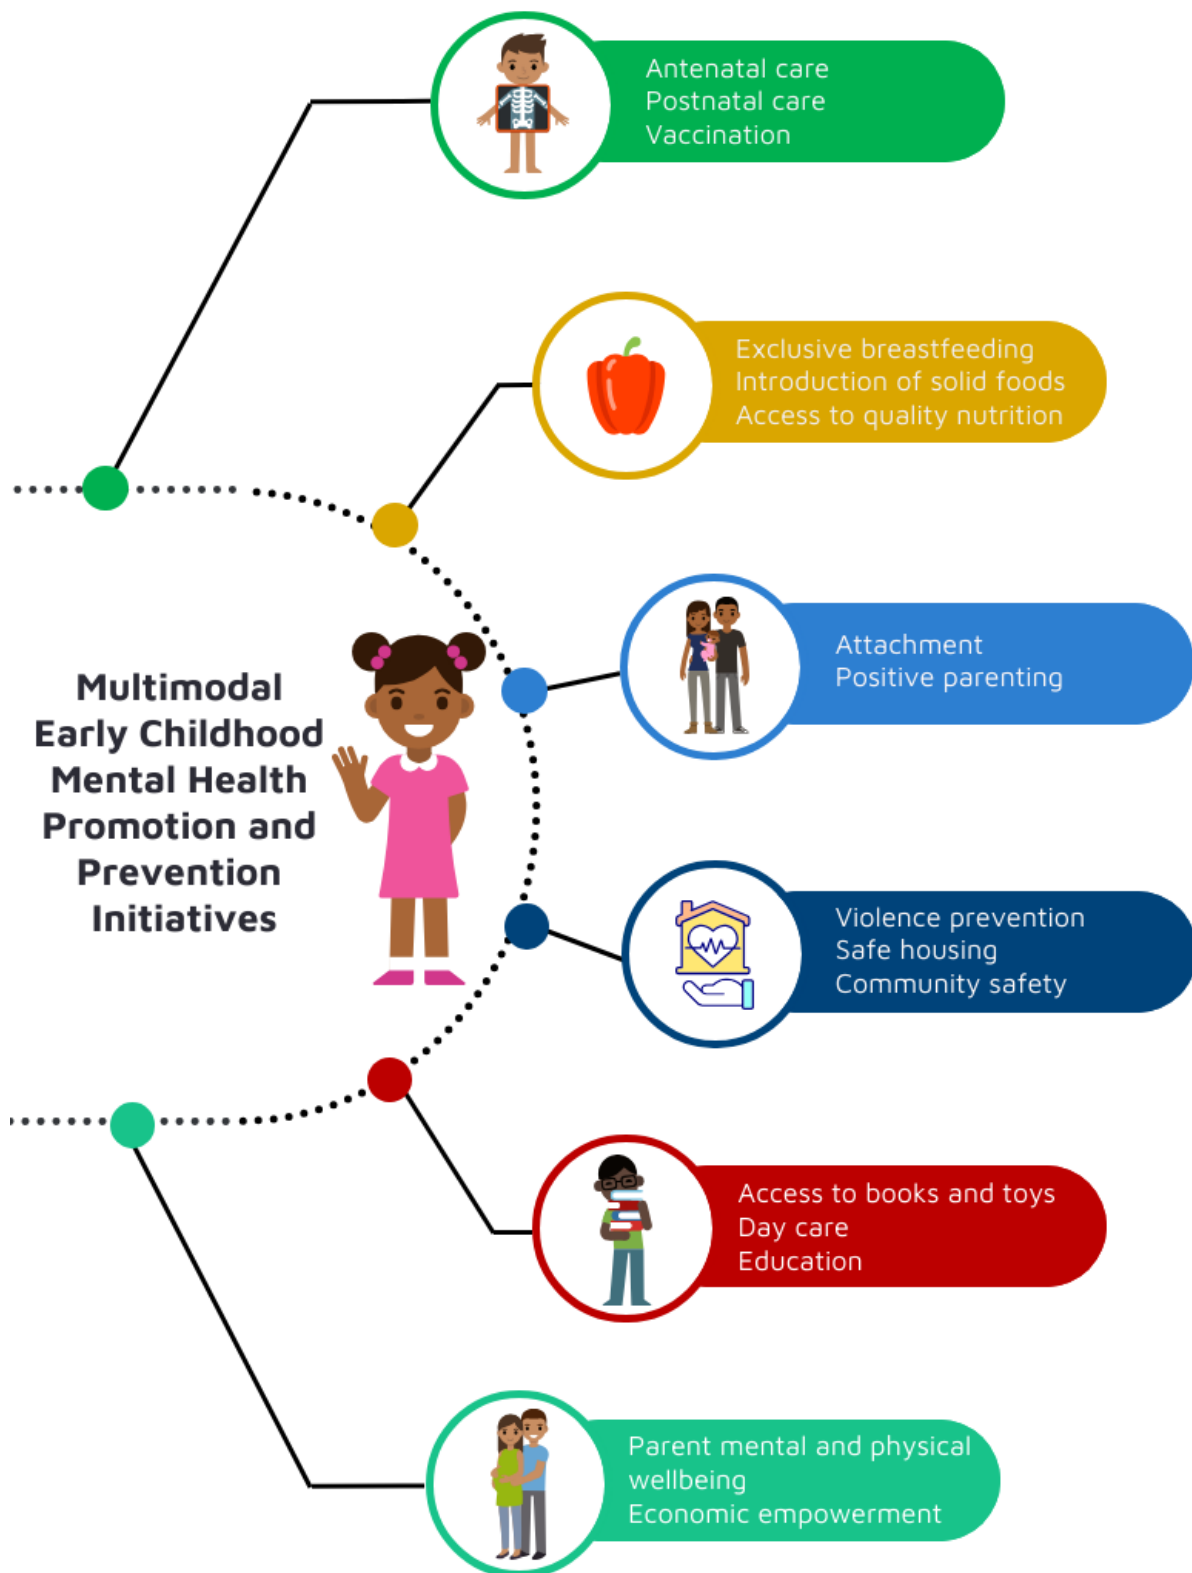 Antenatal care
Postnatal care
Vaccination
Exclusive breastfeeding
Introduction of solid foods
Access to quality nutrition
Attachment
Positive parenting
Multimodal
Early Childhood
Mental Health
Promotion and
Prevention
Initiatives
Violence prevention
Safe housing
Community safety
Access to books and toys
Day care
Education
Parent mental and physical
wellbeing
Economic empowerment